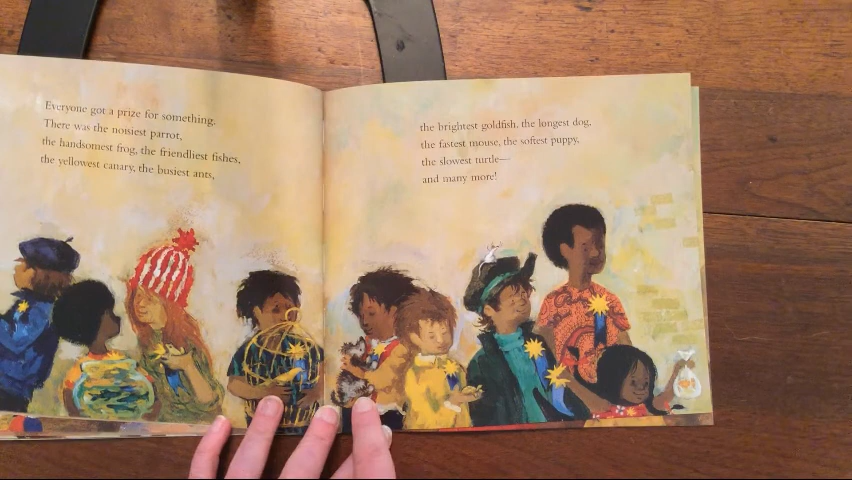 Everyone got a prize for something.
There was the noisiest parrot,
the handsomest frog, the friendliest fishes,
the yellowest canary, the busiest ants,
the brightest goldfish, the longest dog,
the fastest mouse, the softest puppy,
the slowest turtle—
and many more!